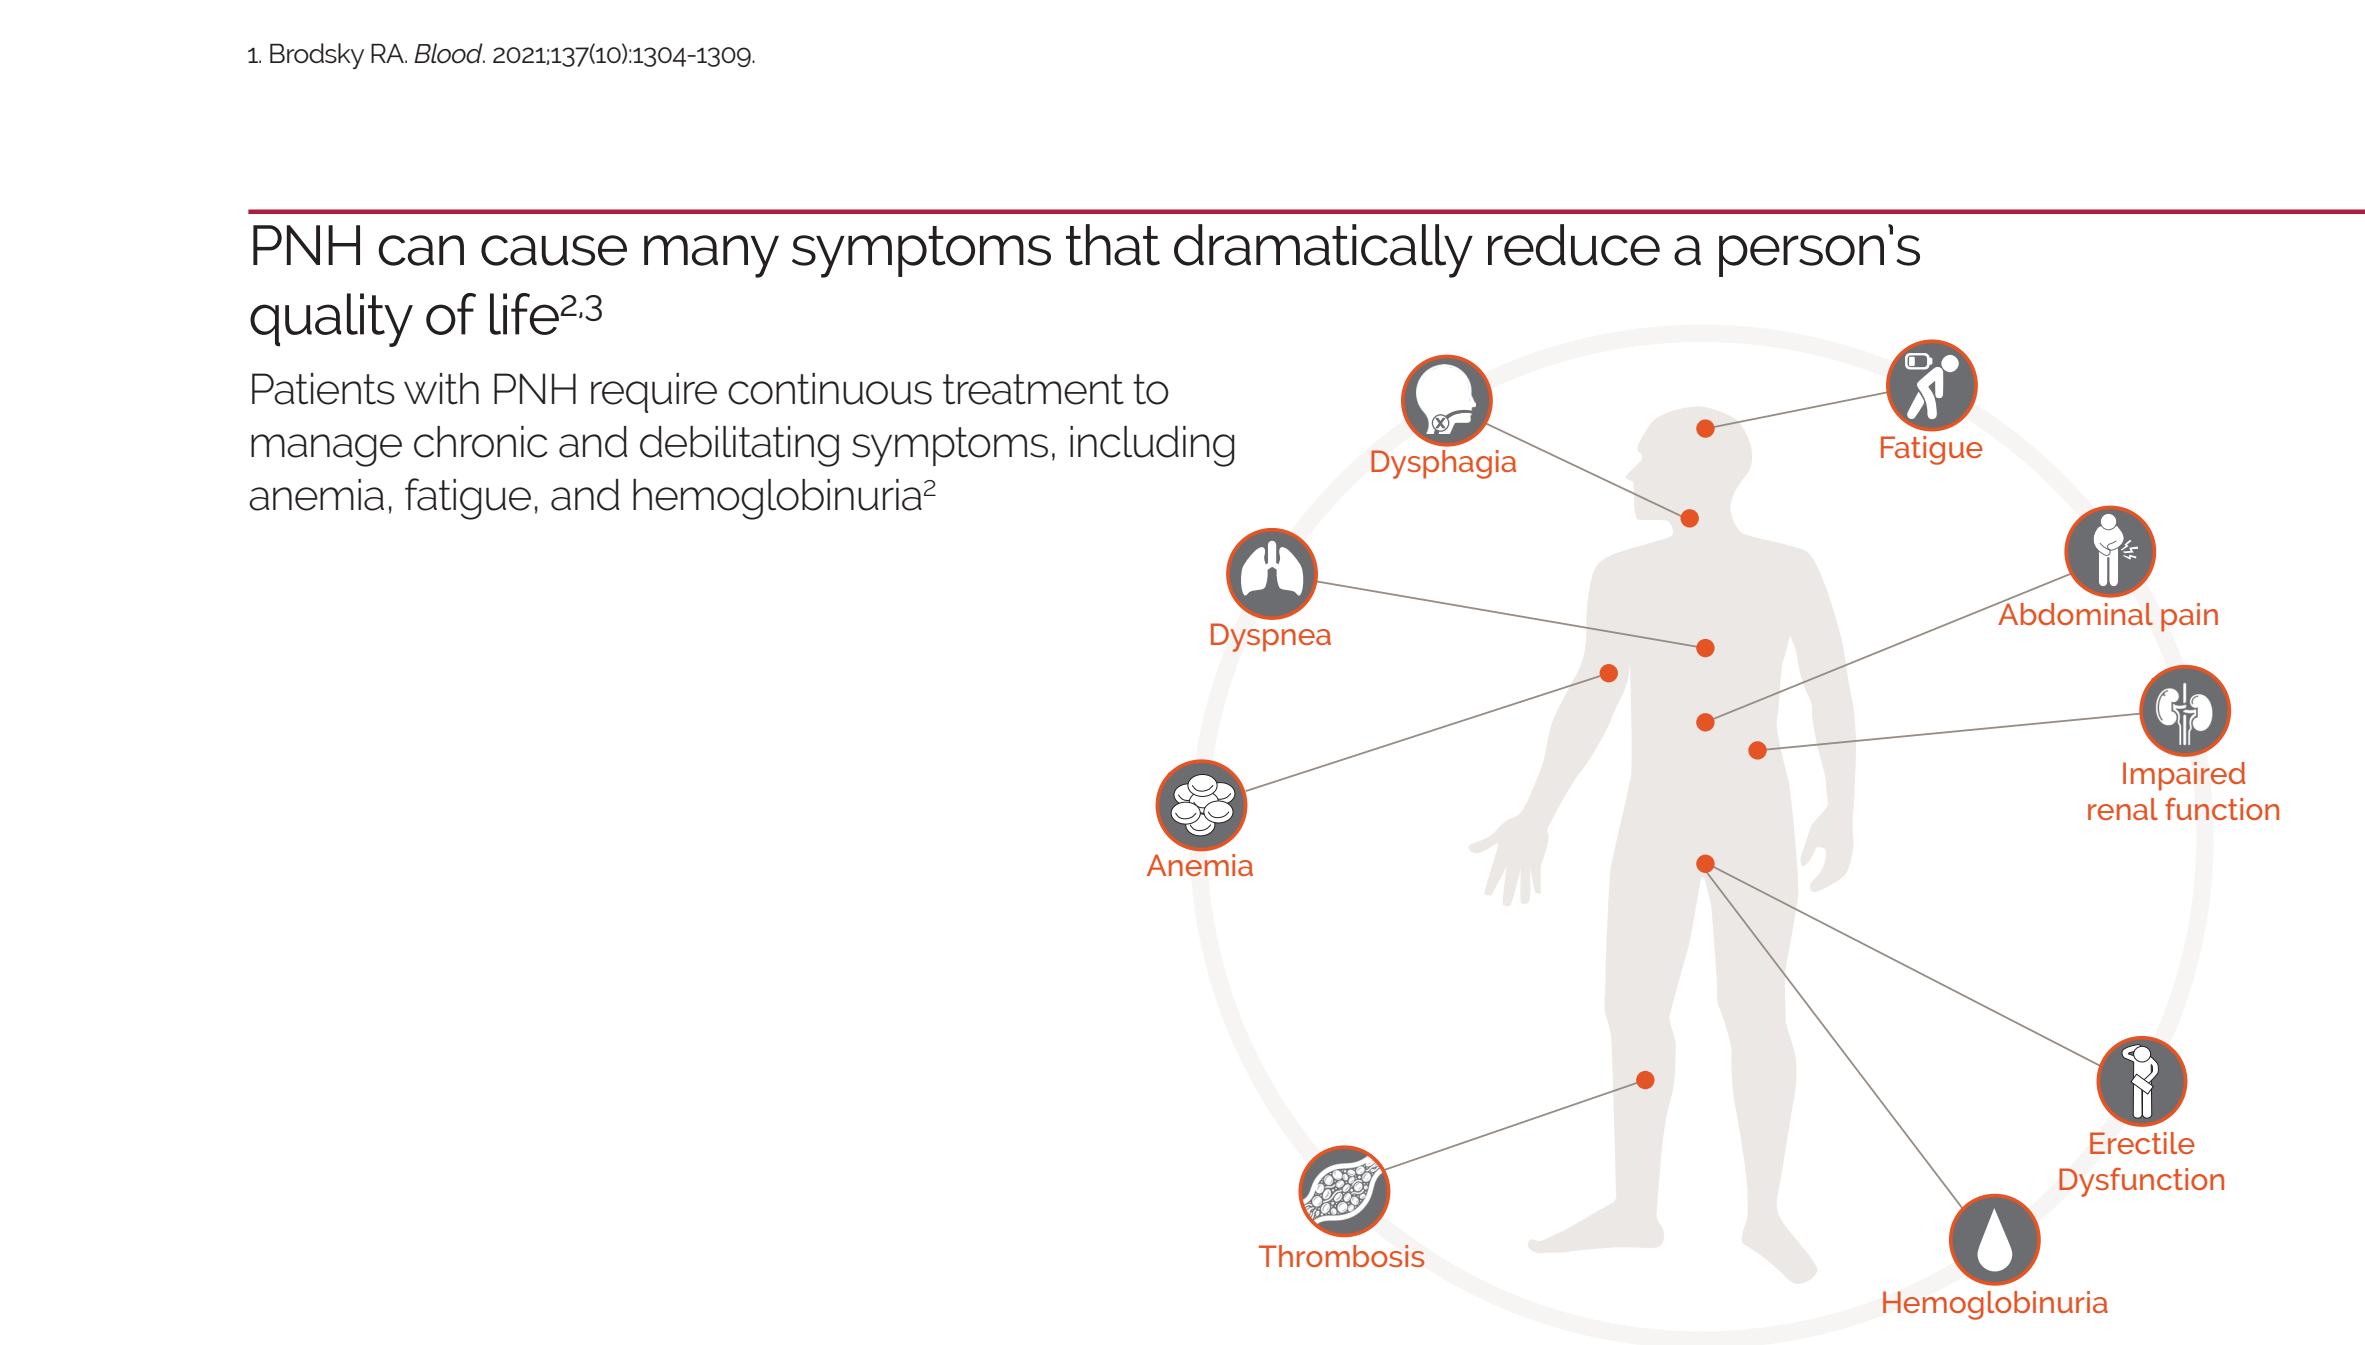 1. Brodsky RA. Blood. 2021;137(10):1304-1309.
PNH can cause many symptoms that dramatically reduce a person's
quality of life2,3
Patients with PNH require continuous treatment to
manage chronic and debilitating symptoms, including
anemia, fatigue, and hemoglobinuria2
Dysphagia
Fatigue
Dyspnea
Abdominal pain
Anemia
Impaired
renal function
Thrombosis
Erectile
Dysfunction
Hemoglobinuria